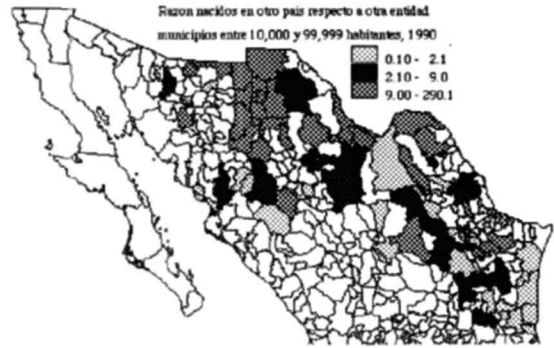 Razon nacidos en otro pais respecto a otra entidad
municipios entre 10,000 y 99,999 habitantes, 1990
0.10 - 2.1
2.10 - 9.0
9.00 - 290.1